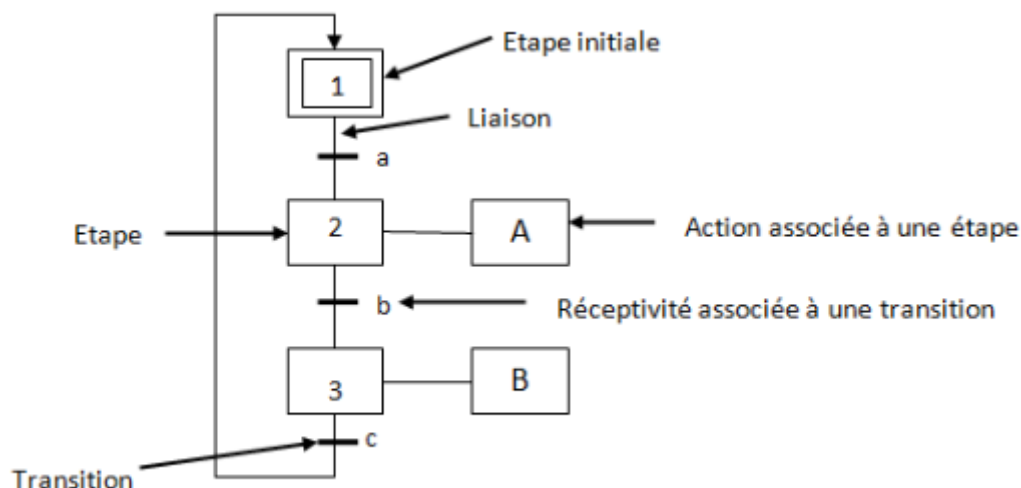 Etape initiale
1
Liaison
a
Etape
2
A
Action associée à une étape
b
Réceptivité associée à une transition
3
B
c
Transition